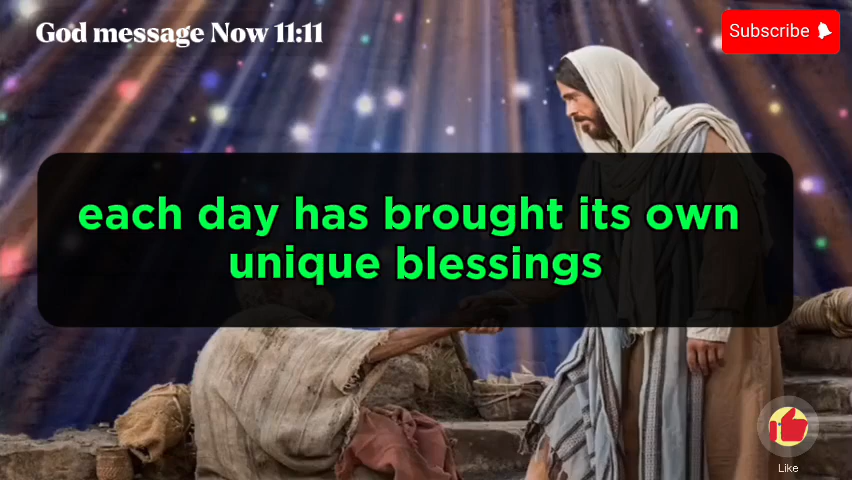 God message Now 11:11
Subscribe
each day has brought its own
unique blessings
Like